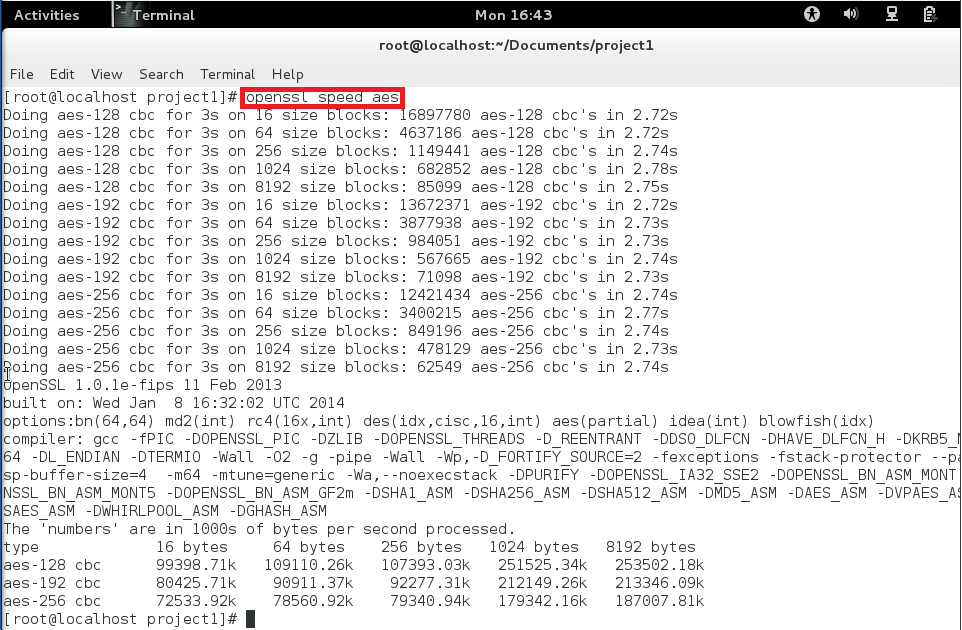 Activities Terminal Mon 16:43
root@localhost:~/Documents/project1
File Edit View Search Terminal Help
[root@localhost project1]# openssl speed aes
Doing aes-128 cbc for 3s on 16 size blocks: 16897780 aes-128 cbc's in 2.72s
Doing aes-128 cbc for 3s on 64 size blocks: 4637186 aes-128 cbc's in 2.72s
Doing aes-128 cbc for 3s on 256 size blocks: 1149441 aes-128 cbc's in 2.74s
Doing aes-128 cbc for 3s on 1024 size blocks: 682852 aes-128 cbc's in 2.78s
Doing aes-128 cbc for 3s on 8192 size blocks: 85099 aes-128 cbc's in 2.75s
Doing aes-192 cbc for 3s on 16 size blocks: 13672371 aes-192 cbc's in 2.72s
Doing aes-192 cbc for 3s on 64 size blocks: 3877938 aes-192 cbc's in 2.73s
Doing aes-192 cbc for 3s on 256 size blocks: 984051 aes-192 cbc's in 2.73s
Doing aes-192 cbc for 3s on 1024 size blocks: 567665 aes-192 cbc's in 2.74s
Doing aes-192 cbc for 3s on 8192 size blocks: 71098 aes-192 cbc's in 2.73s
Doing aes-256 cbc for 3s on 16 size blocks: 12421434 aes-256 cbc's in 2.74s
Doing aes-256 cbc for 3s on 64 size blocks: 3400215 aes-256 cbc's in 2.77s
Doing aes-256 cbc for 3s on 256 size blocks: 849196 aes-256 cbc's in 2.74s
Doing aes-256 cbc for 3s on 1024 size blocks: 478129 aes-256 cbc's in 2.73s
Doing aes-256 cbc for 3s on 8192 size blocks: 62549 aes-256 cbc's in 2.74s
OpenSSL 1.0.1e-fips 11 Feb 2013
built on: Wed Jan  8 16:32:02 UTC 2014
options:bn(64,64) md2(int) rc4(16x,int) des(idx,cisc,16,int) aes(partial) idea(int) blowfish(idx)
compiler: gcc -fPIC -DOPENSSL_PIC -DZLIB -DOPENSSL_THREADS -D_REENTRANT -DDSO_DLFCN -DHAVE_DLFCN_H -DKRB5_M
64 -DL_ENDIAN -DTERMIO -Wall -O2 -g -pipe -Wall -Wp,-D_FORTIFY_SOURCE=2 -fexceptions -fstack-protector --pa
sp-buffer-size=4  -m64 -mtune=generic -Wa,--noexecstack -DPURIFY -DOPENSSL_IA32_SSE2 -DOPENSSL_BN_ASM_MONT
NSSL_BN_ASM_MONT5 -DOPENSSL_BN_ASM_GF2m -DSHA1_ASM -DSHA256_ASM -DSHA512_ASM -DMD5_ASM -DAES_ASM -DVPAES_AS
SAES_ASM -DWHIRLPOOL_ASM -DGHASH_ASM
The 'numbers' are in 1000s of bytes per second processed.
type             16 bytes     64 bytes    256 bytes   1024 bytes   8192 bytes
aes-128 cbc      99398.71k   109110.26k   107393.03k   251525.34k   253502.18k
aes-192 cbc      80425.71k    90911.37k    92277.31k   212149.26k   213346.09k
aes-256 cbc      72533.92k    78560.92k    79340.94k   179342.16k   187007.81k
[root@localhost project1]#